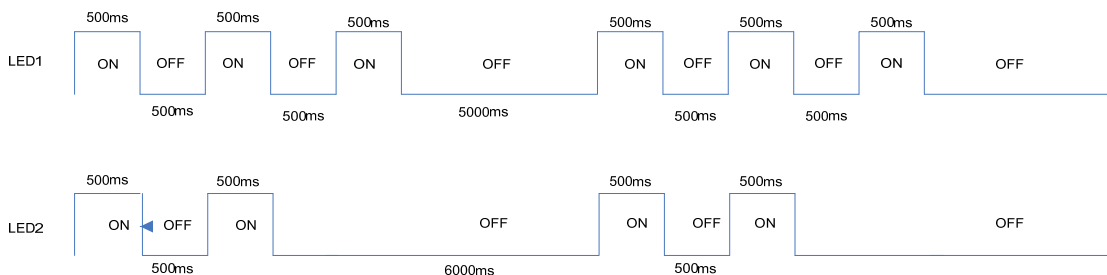 500ms 500ms 500ms 500ms 500ms 500ms
LED1 ON OFF ON OFF ON OFF ON OFF ON OFF ON OFF
500ms 500ms 5000ms 500ms 500ms
500ms 500ms 500ms 500ms
LED2 ON OFF ON OFF ON OFF ON OFF
500ms 6000ms 500ms